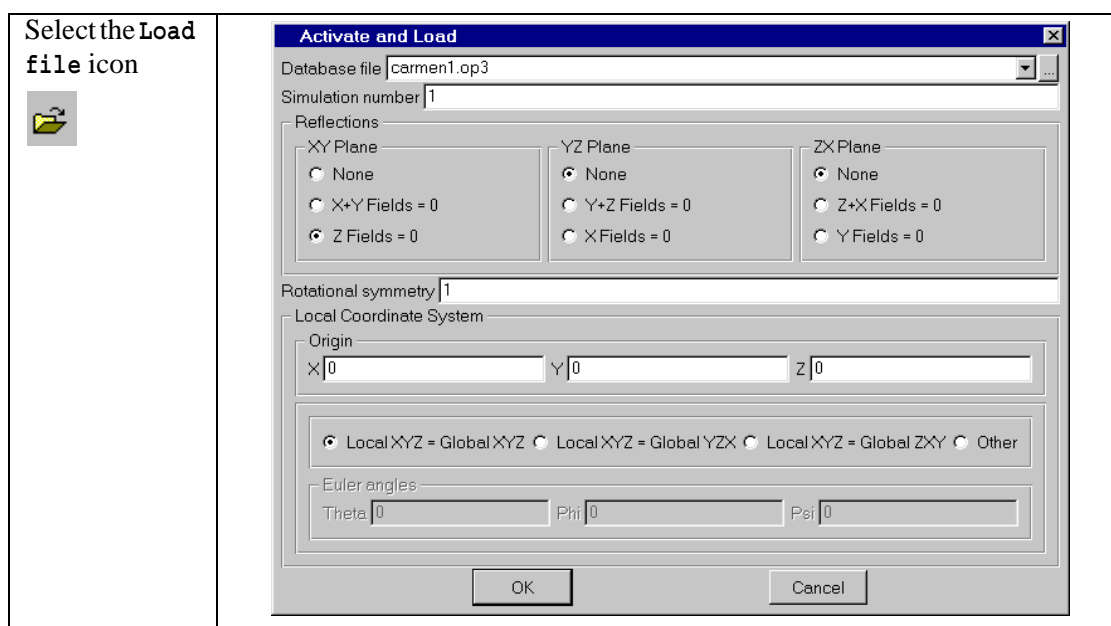 Select the Load
file icon
Activate and Load
Database file carmen1.op3 ...
Simulation number 1
Reflections
XY Plane YZ Plane ZX Plane
None None None
X+Y Fields = 0 Y+Z Fields = 0 Z+X Fields = 0
Z Fields = 0 X Fields = 0 Y Fields = 0
Rotational symmetry 1
Local Coordinate System
Origin
X 0 Y 0 Z 0
Local XYZ = Global XYZ Local XYZ = Global YZX Local XYZ = Global ZXY Other
Euler angles
Theta 0 Phi 0 Psi 0
OK Cancel